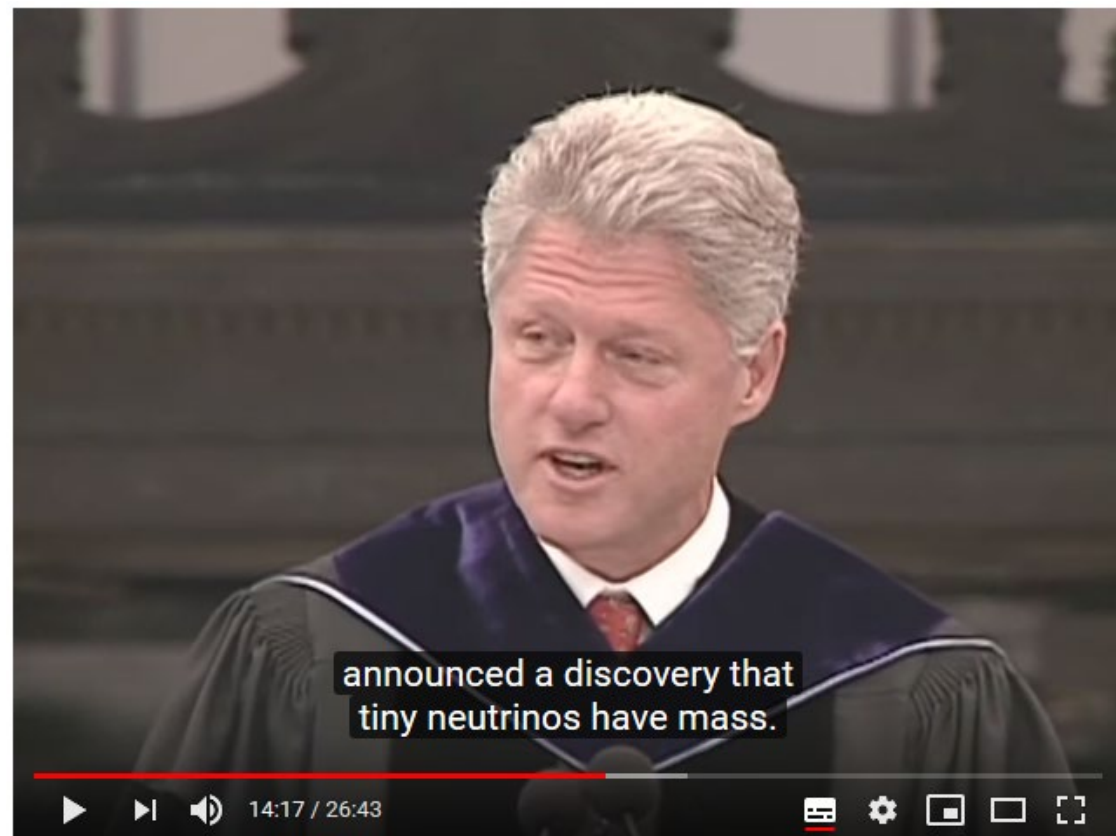 announced a discovery that
tiny neutrinos have mass.
14:17 / 26:43